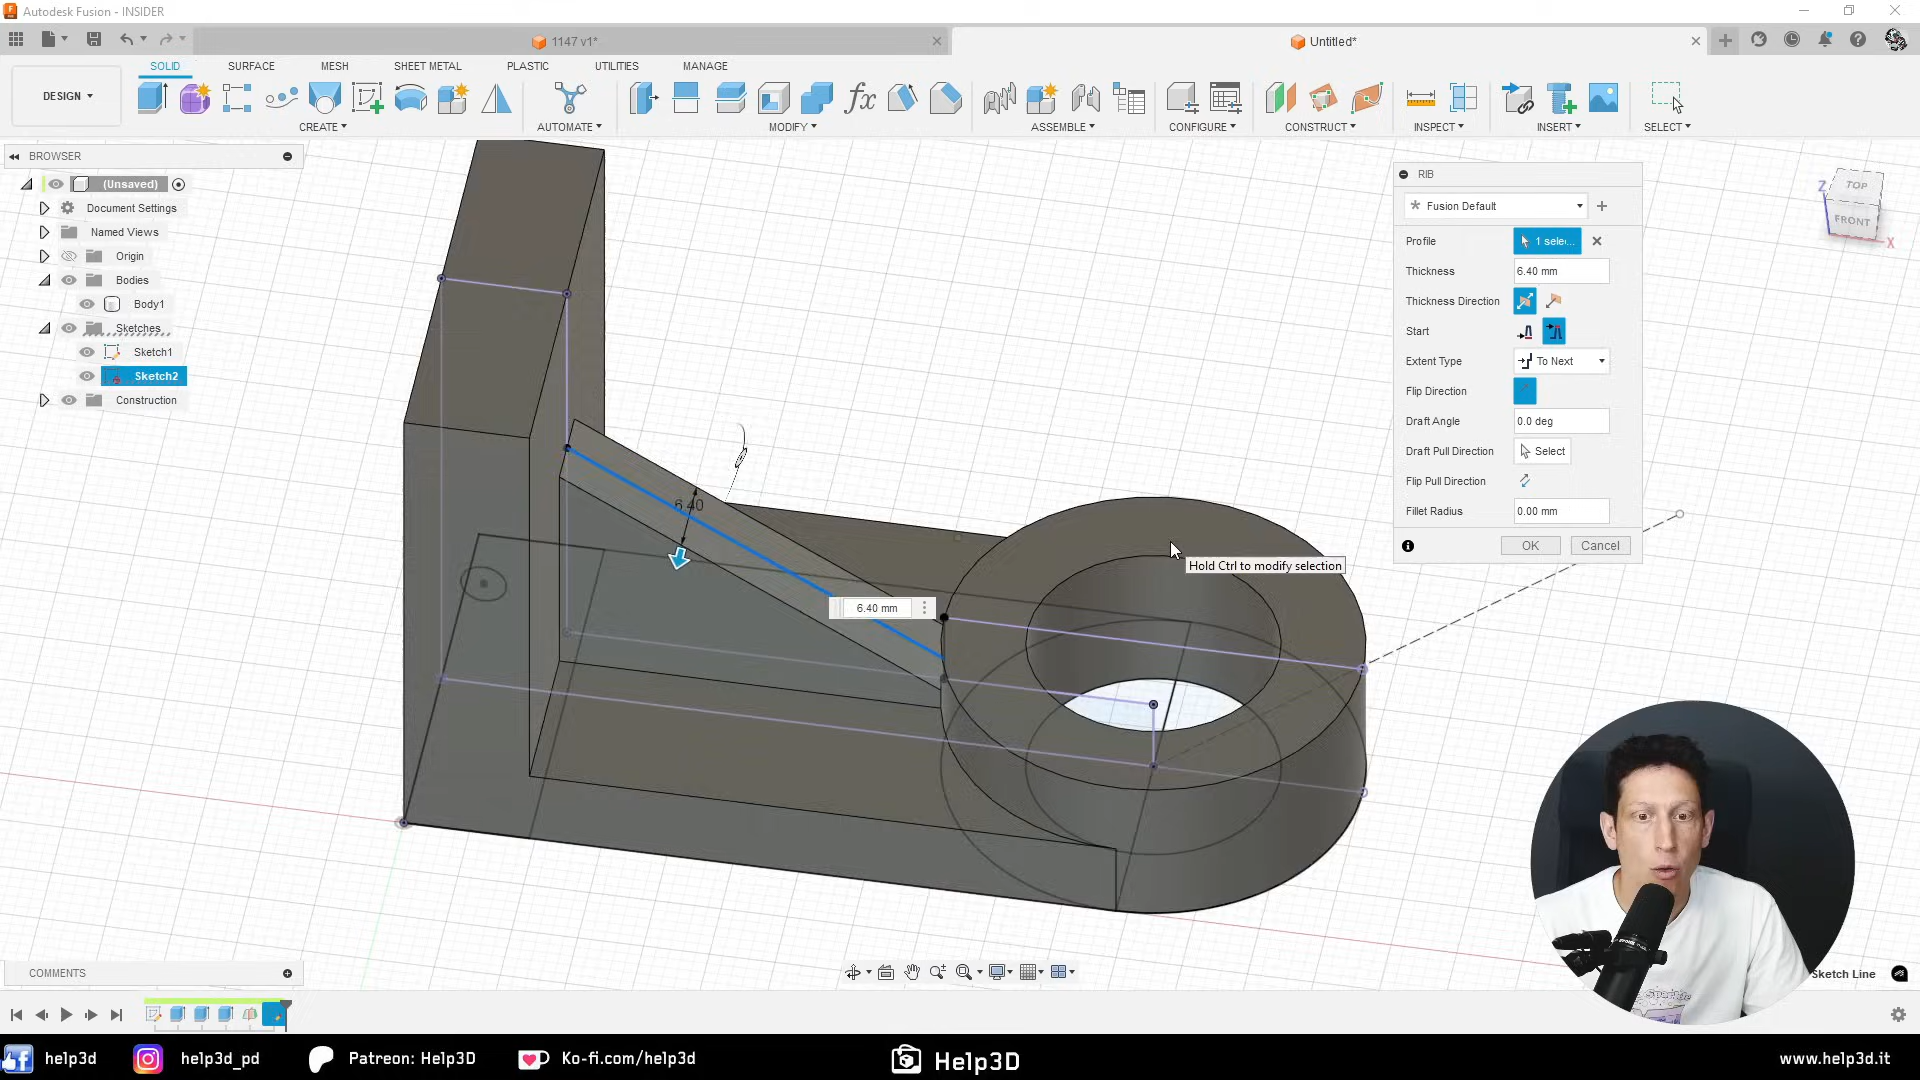 Autodesk Fusion - INSIDER
1147 v1*
Untitled*
DESIGN
SOLID
SURFACE
MESH
SHEET METAL
PLASTIC
UTILITIES
MANAGE
CREATE
AUTOMATE
MODIFY
ASSEMBLE
CONFIGURE
CONSTRUCT
INSPECT
INSERT
SELECT
BROWSER
(Unsaved)
Document Settings
Named Views
Origin
Bodies
Body1
Sketches
Sketch1
Sketch2
Construction
6.40
6.40 mm
Hold Ctrl to modify selection
RIB
Fusion Default
Profile
1 selec...
Thickness
6.40 mm
Thickness Direction
Start
Extent Type
To Next
Flip Direction
Draft Angle
0.0 deg
Draft Pull Direction
Select
Flip Pull Direction
Fillet Radius
0.00 mm
OK
Cancel
Z
TOP
FRONT
X
COMMENTS
Sketch Line
help3d
help3d_pd
Patreon: Help3D
Ko-fi.com/help3d
Help3D
www.help3d.it